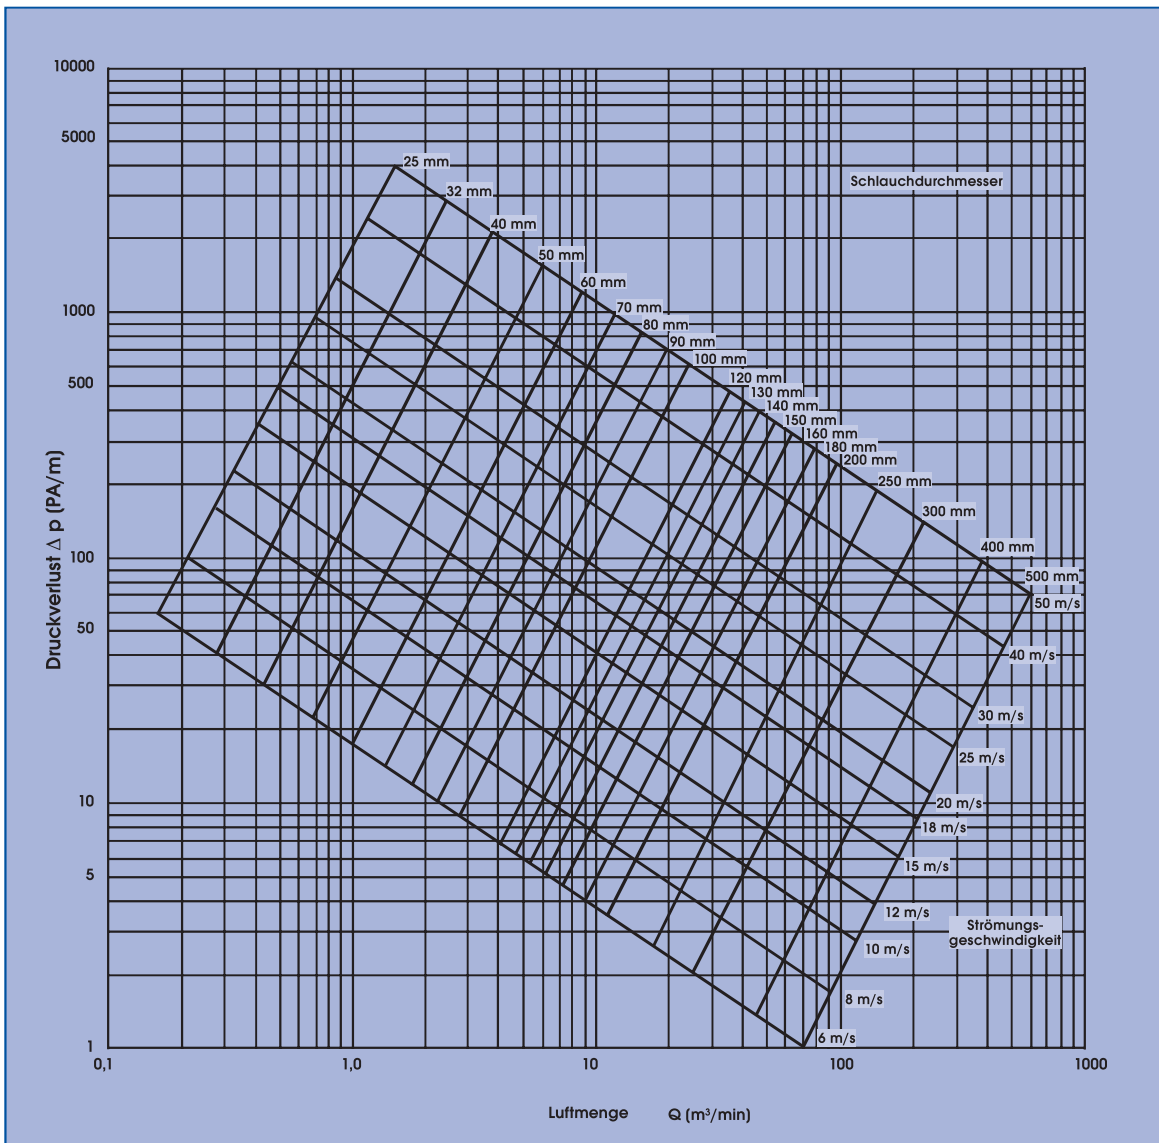 10000
5000
1000
500
100
50
10
5
1
Druckverlust Δ p (PA/m)
25 mm
32 mm
40 mm
50 mm
60 mm
70 mm
80 mm
90 mm
100 mm
120 mm
130 mm
140 mm
150 mm
160 mm
180 mm
200 mm
250 mm
300 mm
400 mm
500 mm
Schlauchdurchmesser
50 m/s
40 m/s
30 m/s
25 m/s
20 m/s
18 m/s
15 m/s
12 m/s
10 m/s
8 m/s
6 m/s
Strömungs-
geschwindigkeit
0,1 1,0 10 100 1000
Luftmenge Q (m³/min)